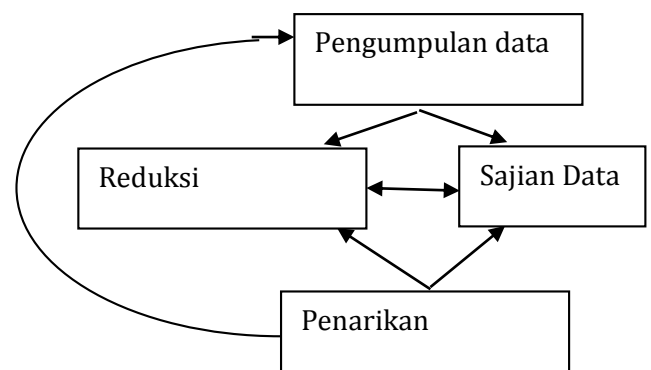 Pengumpulan data
Reduksi
Sajian Data
Penarikan